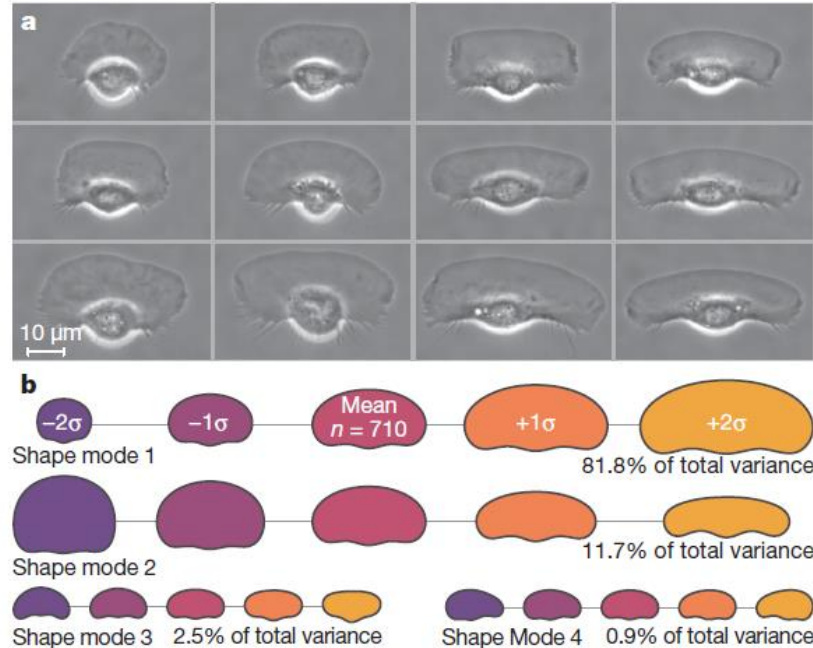 a
10 µm
b
−2σ
−1σ
Mean
n = 710
+1σ
+2σ
Shape mode 1
81.8% of total variance
Shape mode 2
11.7% of total variance
Shape mode 3 2.5% of total variance
Shape Mode 4 0.9% of total variance